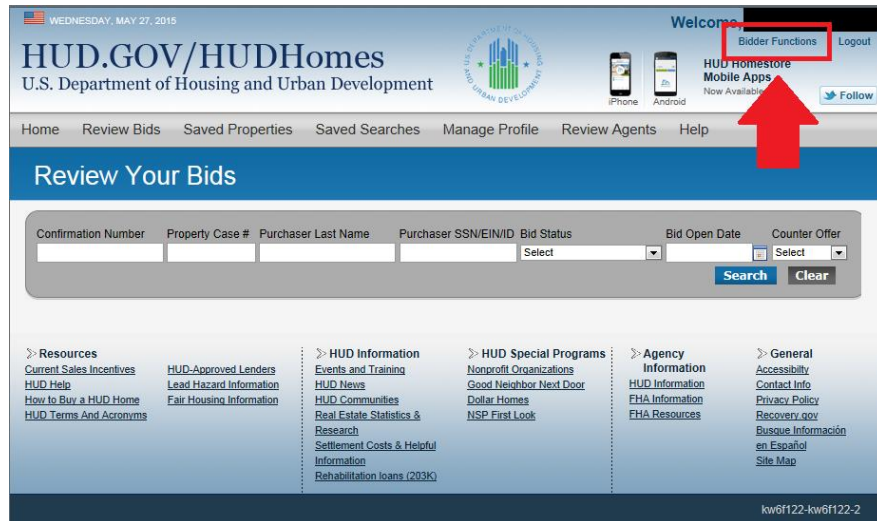 WEDNESDAY, MAY 27, 2015
Welcome,
Bidder Functions Logout
HUD.GOV/HUDHomes
U.S. Department of Housing and Urban Development
U.S. DEPARTMENT OF HOUSING AND URBAN DEVELOPMENT
iPhone
Android
HUD Homestore
Mobile Apps
Now Available
Follow
Home Review Bids Saved Properties Saved Searches Manage Profile Review Agents Help
Review Your Bids
Confirmation Number Property Case # Purchaser Last Name Purchaser SSN/EIN/ID Bid Status Bid Open Date Counter Offer
Select Select
Search Clear
Resources
Current Sales Incentives
HUD Help
How to Buy a HUD Home
HUD Terms And Acronyms
HUD-Approved Lenders
Lead Hazard Information
Fair Housing Information
HUD Information
Events and Training
HUD News
HUD Communities
Real Estate Statistics &
Research
Settlement Costs & Helpful
Information
Rehabilitation loans (203K)
HUD Special Programs
Nonprofit Organizations
Good Neighbor Next Door
Dollar Homes
NSP First Look
Agency
Information
HUD Information
FHA Information
FHA Resources
General
Accessibilty
Contact Info
Privacy Policy
Recovery.gov
Busque Información
en Español
Site Map
kw6f122-kw6f122-2